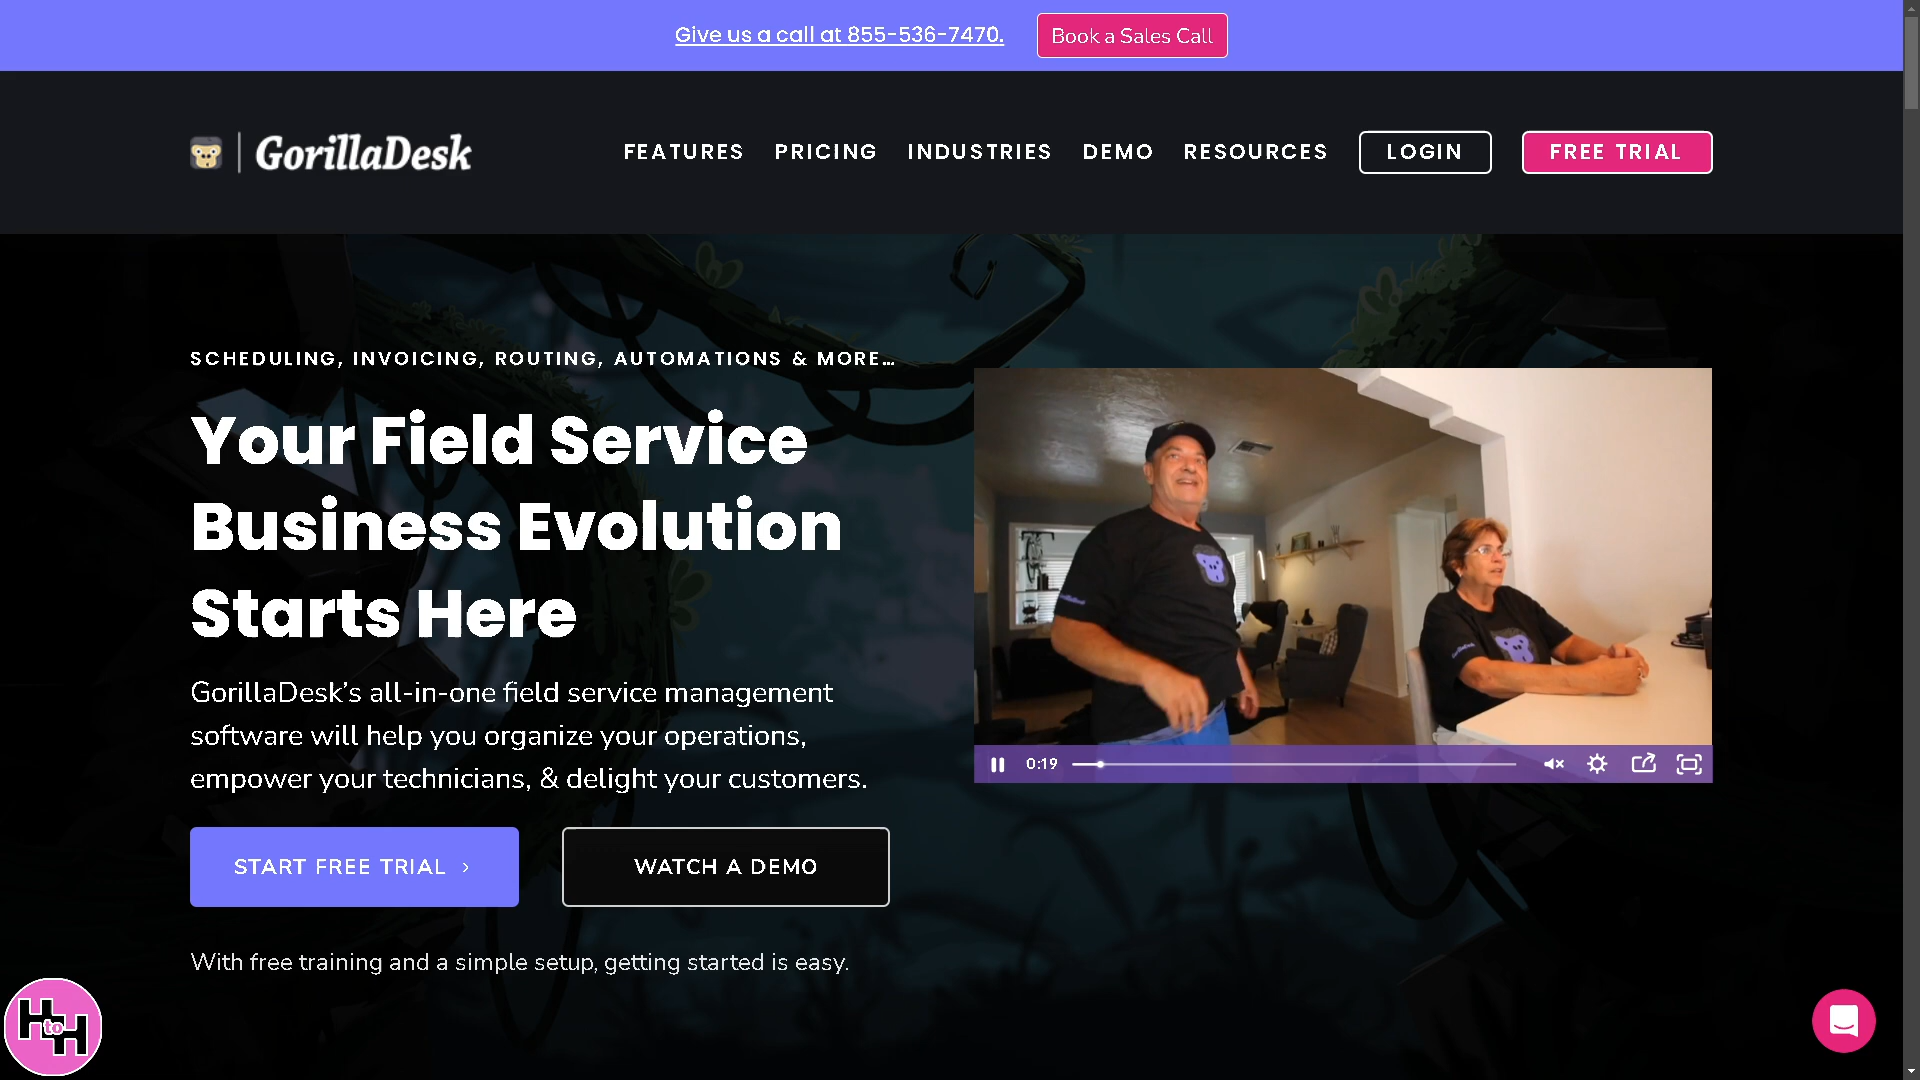 Give us a call at 855-536-7470.
Book a Sales Call
GorillaDesk
FEATURES
PRICING
INDUSTRIES
DEMO
RESOURCES
LOGIN
FREE TRIAL
SCHEDULING, INVOICING, ROUTING, AUTOMATIONS & MORE…
Your Field Service
Business Evolution
Starts Here
GorillaDesk’s all-in-one field service management
software will help you organize your operations,
empower your technicians, & delight your customers.
START FREE TRIAL ›
WATCH A DEMO
With free training and a simple setup, getting started is easy.
0:19
H to H